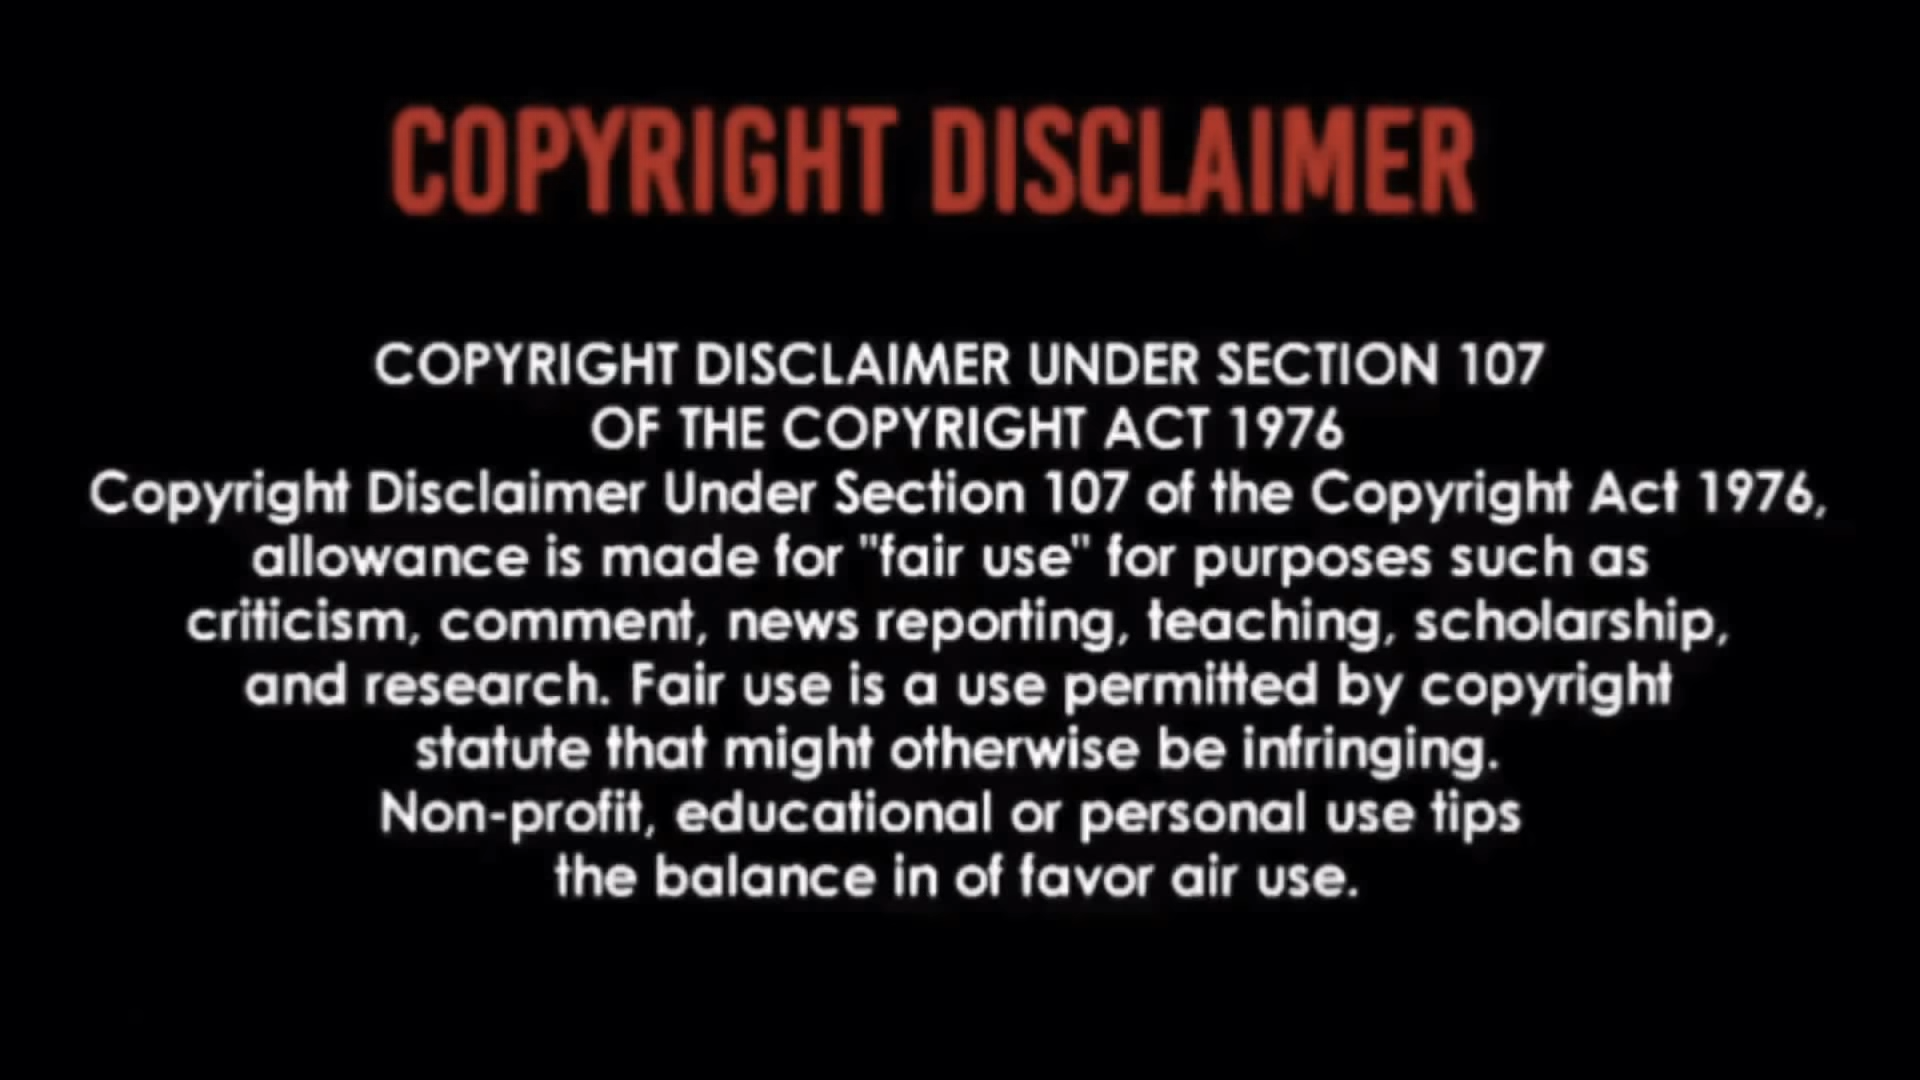 COPYRIGHT DISCLAIMER
COPYRIGHT DISCLAIMER UNDER SECTION 107
OF THE COPYRIGHT ACT 1976
Copyright Disclaimer Under Section 107 of the Copyright Act 1976,
allowance is made for "fair use" for purposes such as
criticism, comment, news reporting, teaching, scholarship,
and research. Fair use is a use permitted by copyright
statute that might otherwise be infringing.
Non-profit, educational or personal use tips
the balance in of favor air use.